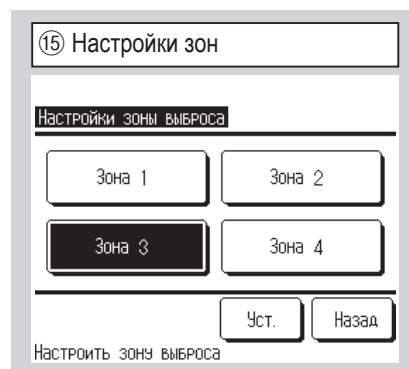 ⑮ Настройки зон
Настройки зоны выброса
Зона 1
Зона 2
Зона 3
Зона 4
Уст.
Назад
Настроить зону выброса